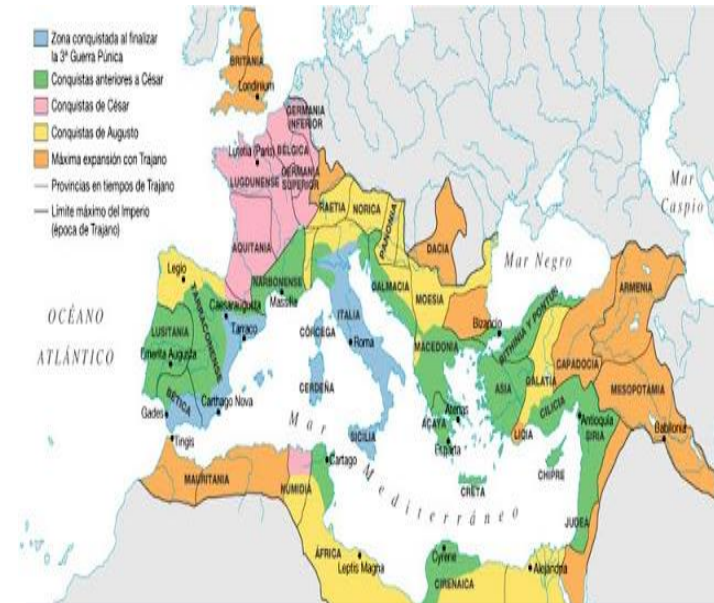 Zona conquistada al finalizar
la 3ª Guerra Púnica
Conquistas anteriores a César
Conquistas de César
Conquistas de Augusto
Máxima expansión con Trajano
Provincias en tiempos de Trajano
Límite máximo del Imperio
(época de Trajano)
BRITANIA
Londinium
GERMANIA
INFERIOR
Lutetia (París)
BÉLGICA
LUGDUNENSE
GERMANIA
SUPERIOR
AQUITANIA
NARBONENSE
Massilia
RAETIA
NORICA
PANONIA
DACIA
DALMACIA
MOESIA
Mar
Caspio
Mar Negro
OCÉANO
ATLÁNTICO
Legio
TARRACONENSE
Caesaraugusta
Tarraco
LUSITANIA
Emerita Augusta
BÉTICA
Carthago Nova
Gades
Tingis
CÓRCEGA
ITALIA
Roma
CERDEÑA
SICILIA
MACEDONIA
Bizancio
BITHINIA Y PONTUS
ARMENIA
CAPADOCIA
GALATIA
ASIA
Atenas
ACAYA
Esparta
LICIA
CILICIA
MESOPOTAMIA
Antioquía
SIRIA
Babilonia
CHIPRE
CRETA
JUDEA
Mar Mediterráneo
MAURITANIA
NUMIDIA
Cartago
ÁFRICA
Leptis Magna
Cyrene
CIRENAICA
Alejandría